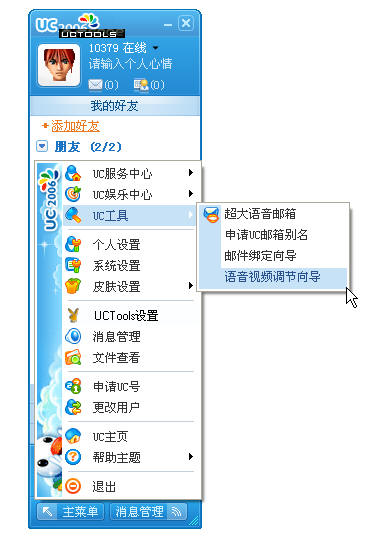 UC2006
UCTOOLS
10379 在线
请输入个人心情
(0) (0)
我的好友
添加好友
朋友 (2/2)
UC2006
UC服务中心
UC娱乐中心
UC工具
个人设置
系统设置
皮肤设置
UCTools设置
消息管理
文件查看
申请UC号
更改用户
UC主页
帮助主题
退出
超大语音邮箱
申请UC邮箱别名
邮件绑定向导
语音视频调节向导
主菜单 消息管理